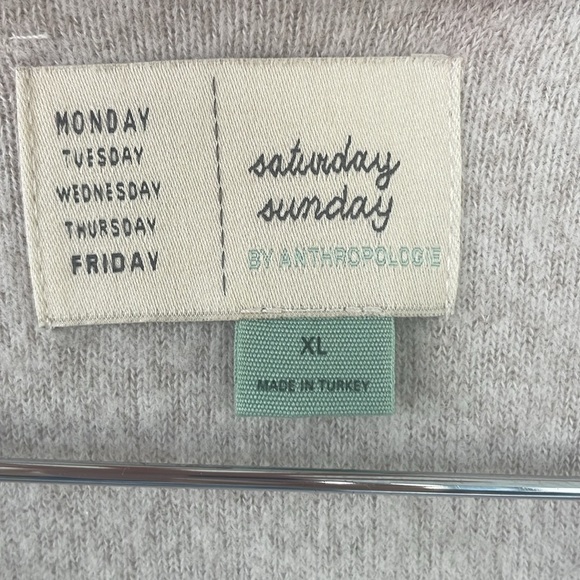 MONDAY
TUESDAY
WEDNESDAY
THURSDAY
FRIDAY
saturday
sunday
BY ANTHROPOLOGIE
XL
MADE IN TURKEY